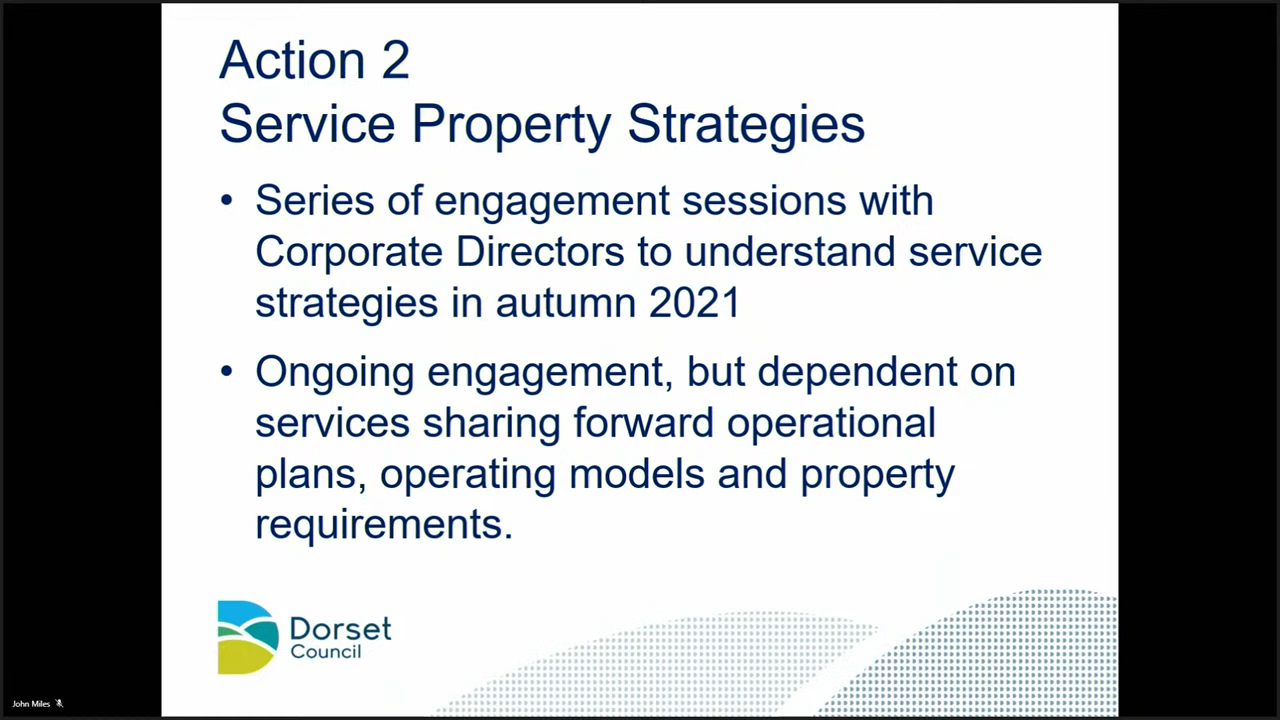 Action 2
Service Property Strategies
• Series of engagement sessions with
Corporate Directors to understand service
strategies in autumn 2021
• Ongoing engagement, but dependent on
services sharing forward operational
plans, operating models and property
requirements.
Dorset
Council
John Miles